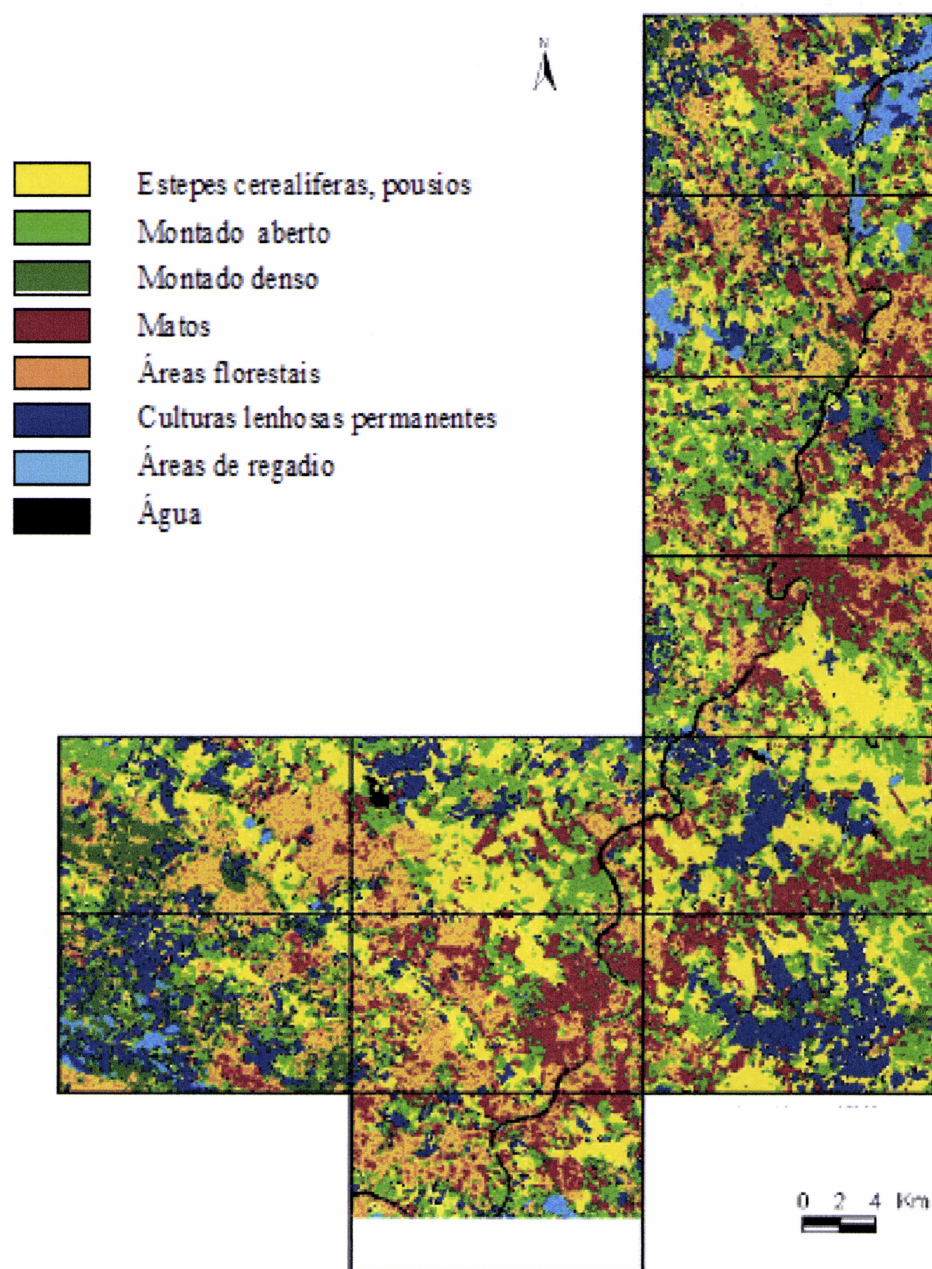 N
Estepes cerealíferas, pousios
Montado aberto
Montado denso
Matos
Áreas florestais
Culturas lenhosas permanentes
Áreas de regadio
Água
0 2 4 Km